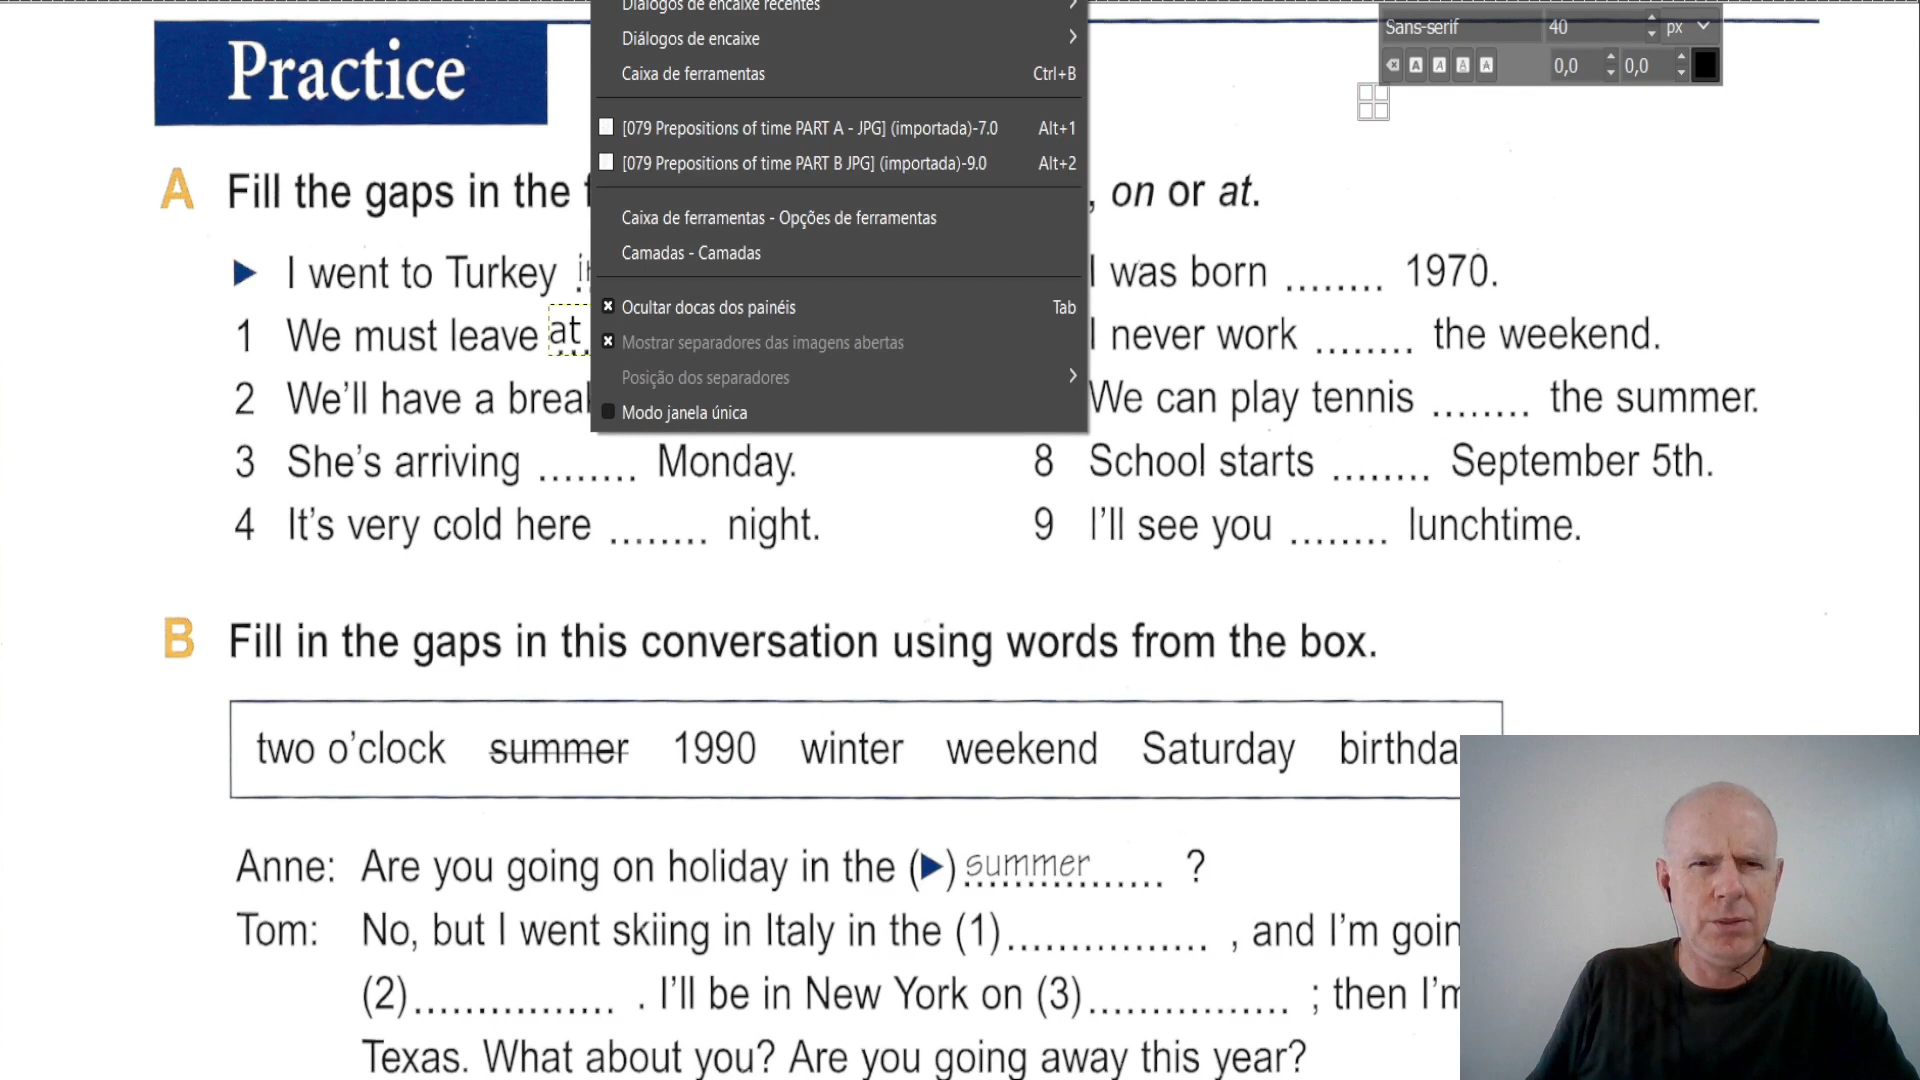 Practice
Diálogos de encaixe recentes
Diálogos de encaixe
Caixa de ferramentas Ctrl+B
[079 Prepositions of time PART A - JPG] (importada)-7.0 Alt+1
[079 Prepositions of time PART B JPG] (importada)-9.0 Alt+2
Caixa de ferramentas - Opções de ferramentas
Camadas - Camadas
Ocultar docas dos painéis Tab
Mostrar separadores das imagens abertas
Posição dos separadores
Modo janela única
Sans-serif 40 px
0,0 0,0
A Fill the gaps in the , on or at.
I went to Turkey
1 We must leave at
2 We'll have a brea
3 She's arriving ........ Monday.
4 It's very cold here ........ night.
I was born ........ 1970.
I never work ........ the weekend.
We can play tennis ........ the summer.
8 School starts ........ September 5th.
9 I'll see you ........ lunchtime.
B Fill in the gaps in this conversation using words from the box.
two o'clock summer 1990 winter weekend Saturday birthda
Anne: Are you going on holiday in the (▶) summer ?
Tom: No, but I went skiing in Italy in the (1)................. , and I'm goin
(2)................. . I'll be in New York on (3)................. ; then I'm
Texas. What about you? Are you going away this year?